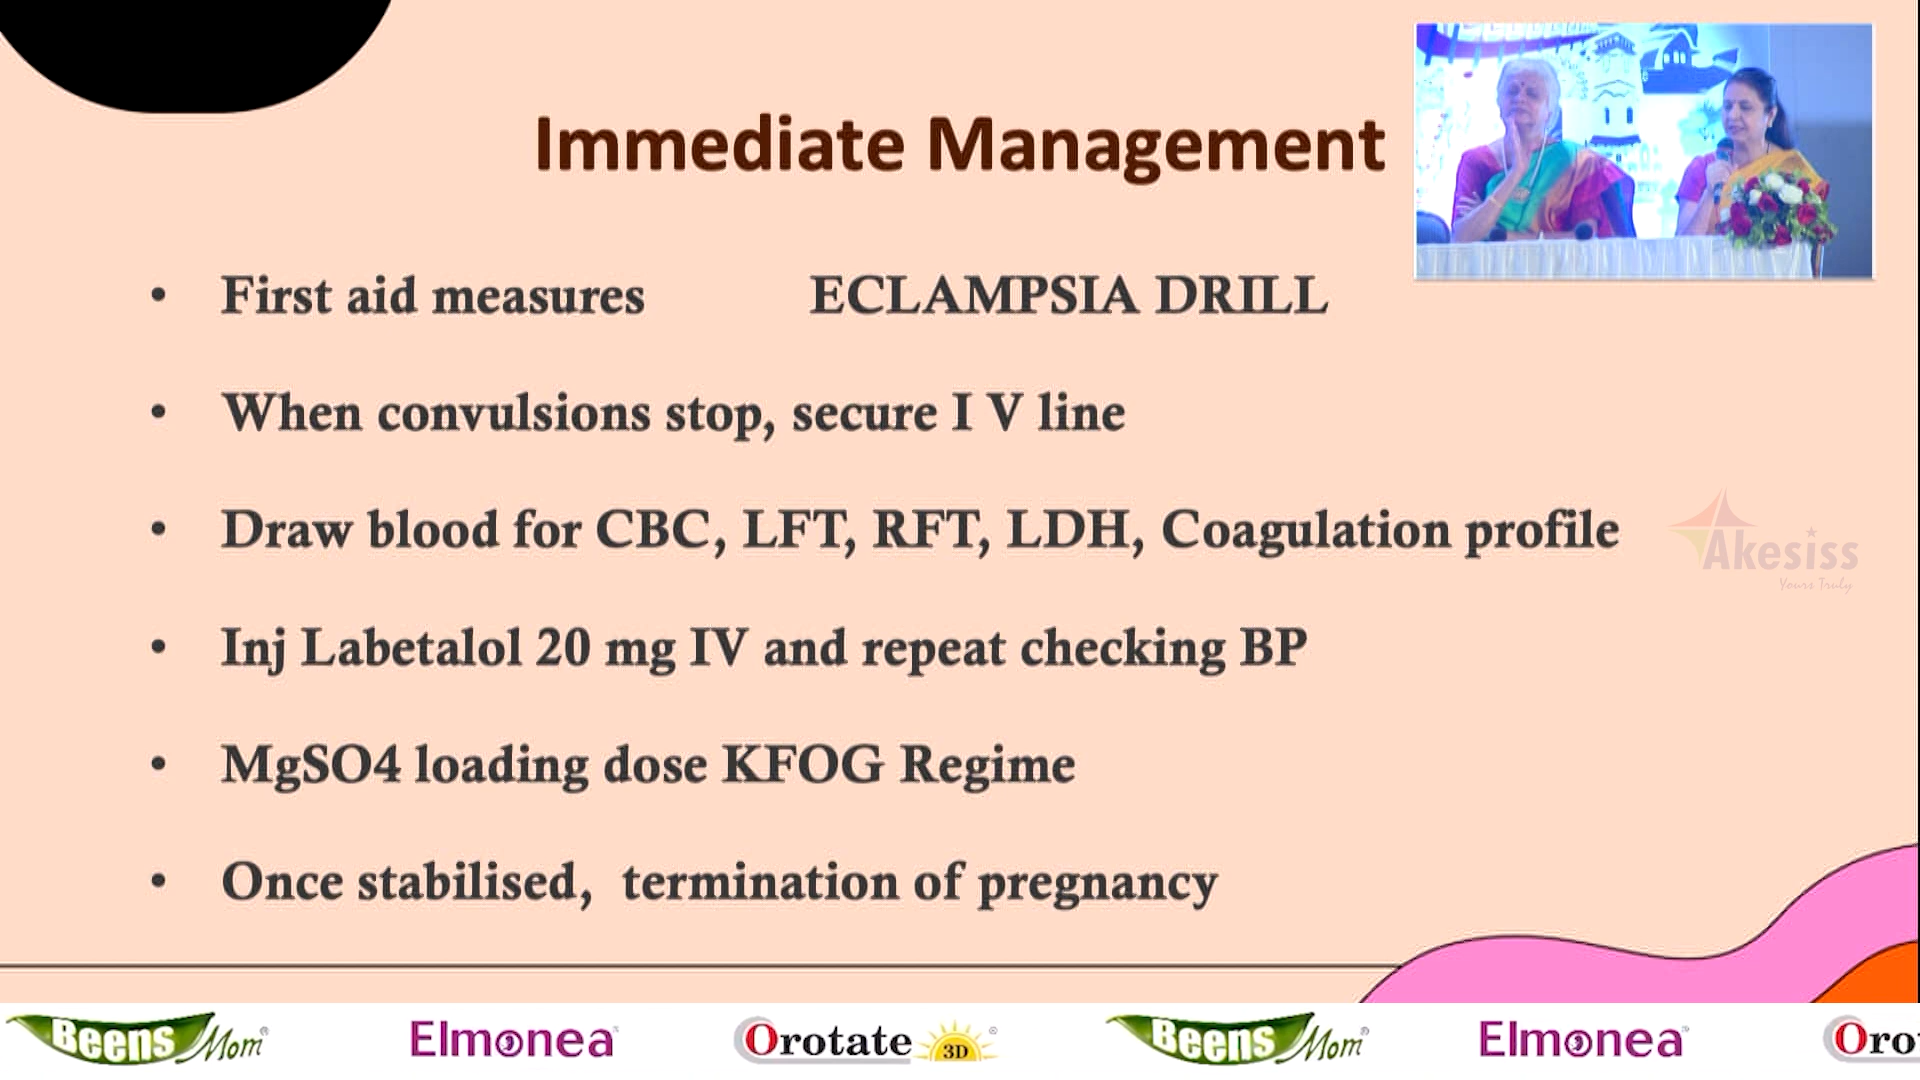 Immediate Management
• First aid measures ECLAMPSIA DRILL
• When convulsions stop, secure I V line
• Draw blood for CBC, LFT, RFT, LDH, Coagulation profile
• Inj Labetalol 20 mg IV and repeat checking BP
• MgSO4 loading dose KFOG Regime
• Once stabilised, termination of pregnancy
Akesiss
Yours Truly
Beens Mom® Elmonea Orotate 3D® Beens Mom® Elmonea Oro